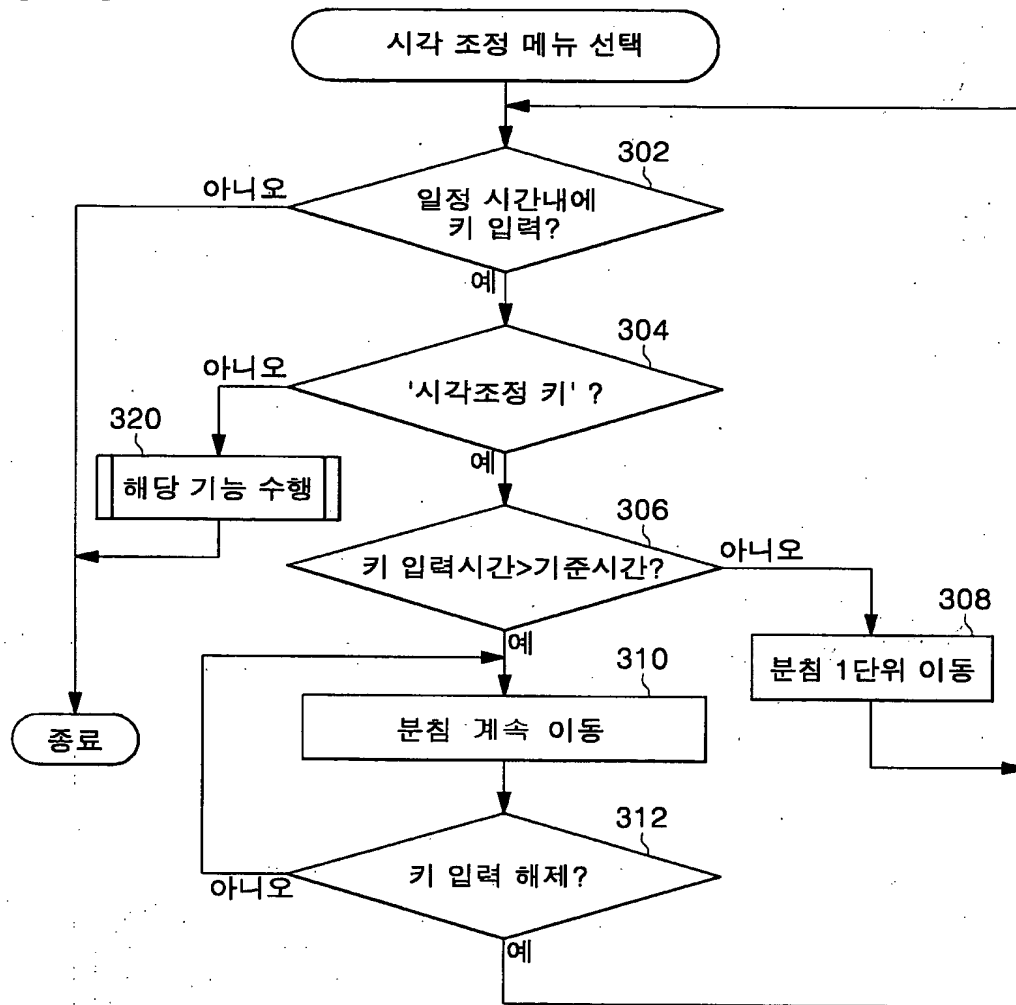 시각 조정 메뉴 선택
302
아니오
일정 시간내에
키 입력?
예
304
아니오
'시각조정 키' ?
320
예
해당 기능 수행
306
아니오
키 입력시간>기준시간?
308
예
310
분침 1단위 이동
분침 계속 이동
종료
312
키 입력 해제?
아니오
예